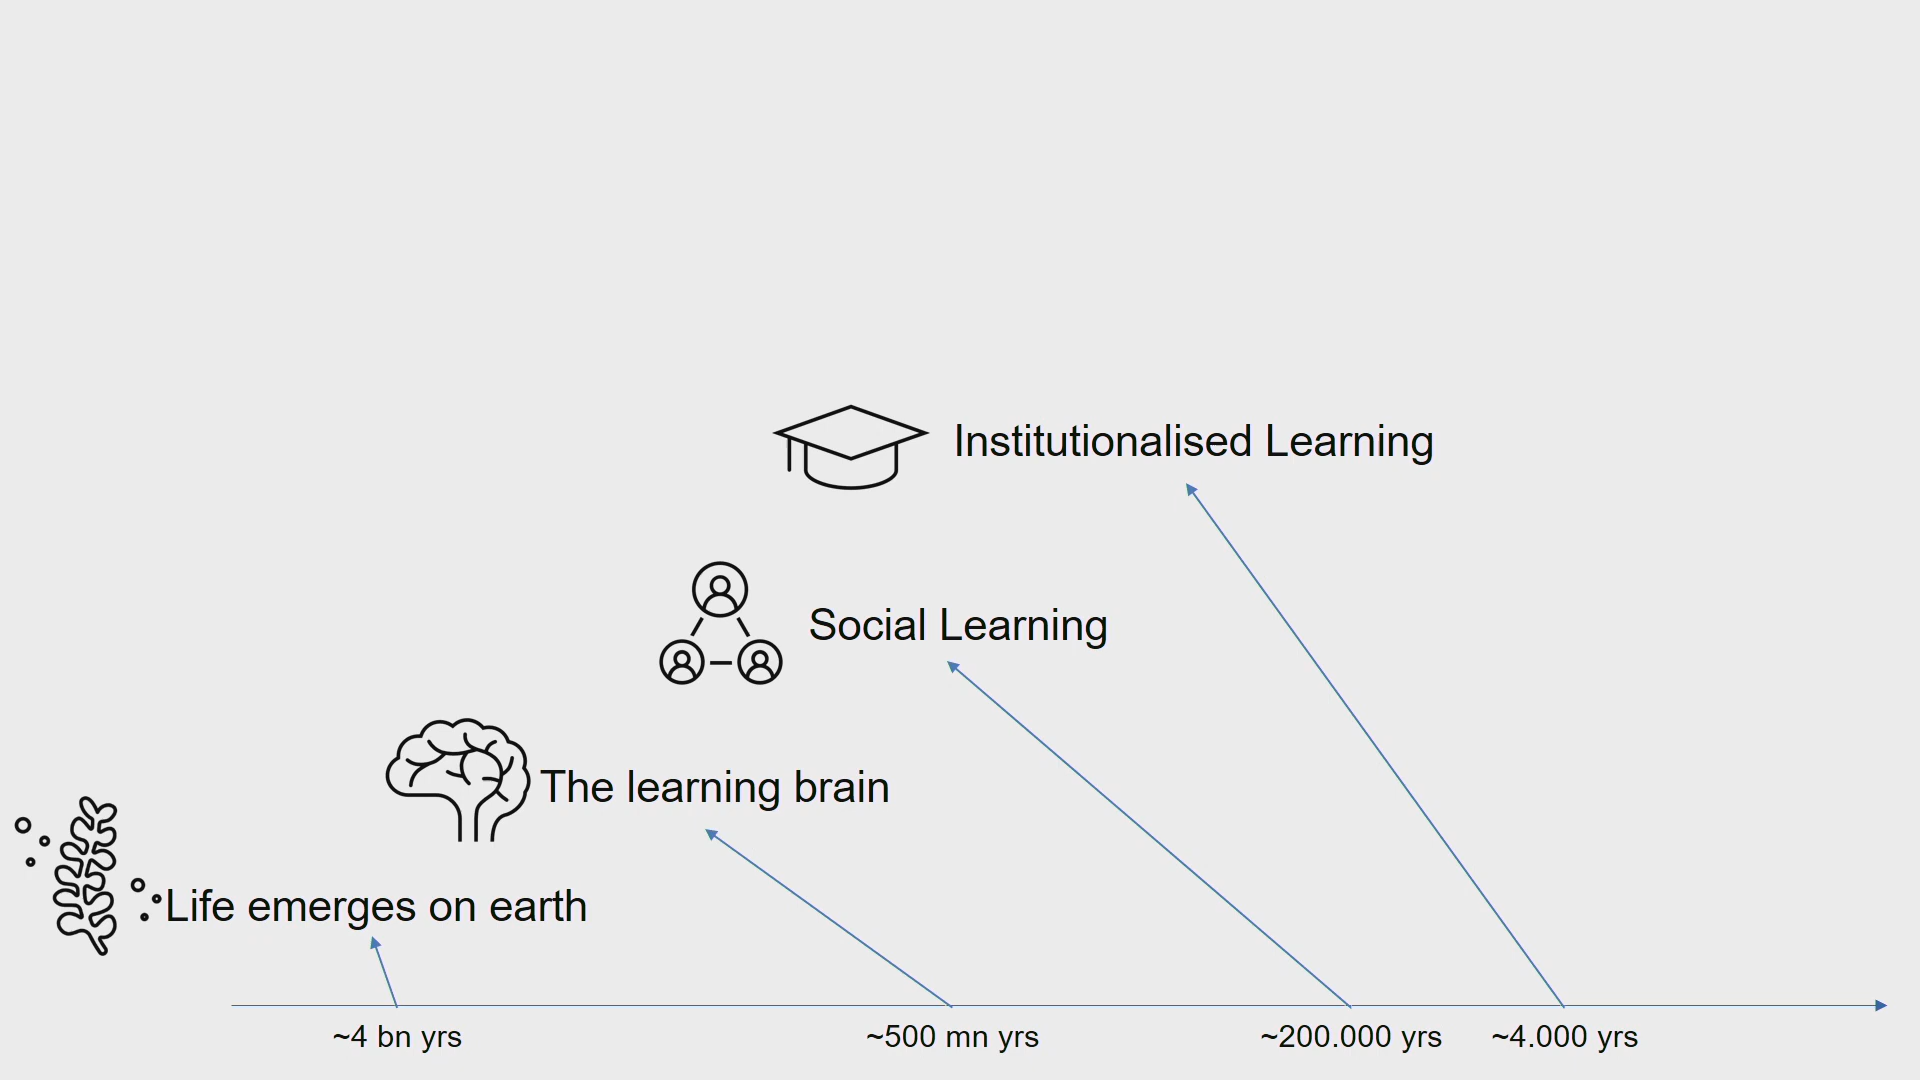 Institutionalised Learning
Social Learning
The learning brain
Life emerges on earth
~4 bn yrs
~500 mn yrs
~200.000 yrs
~4.000 yrs